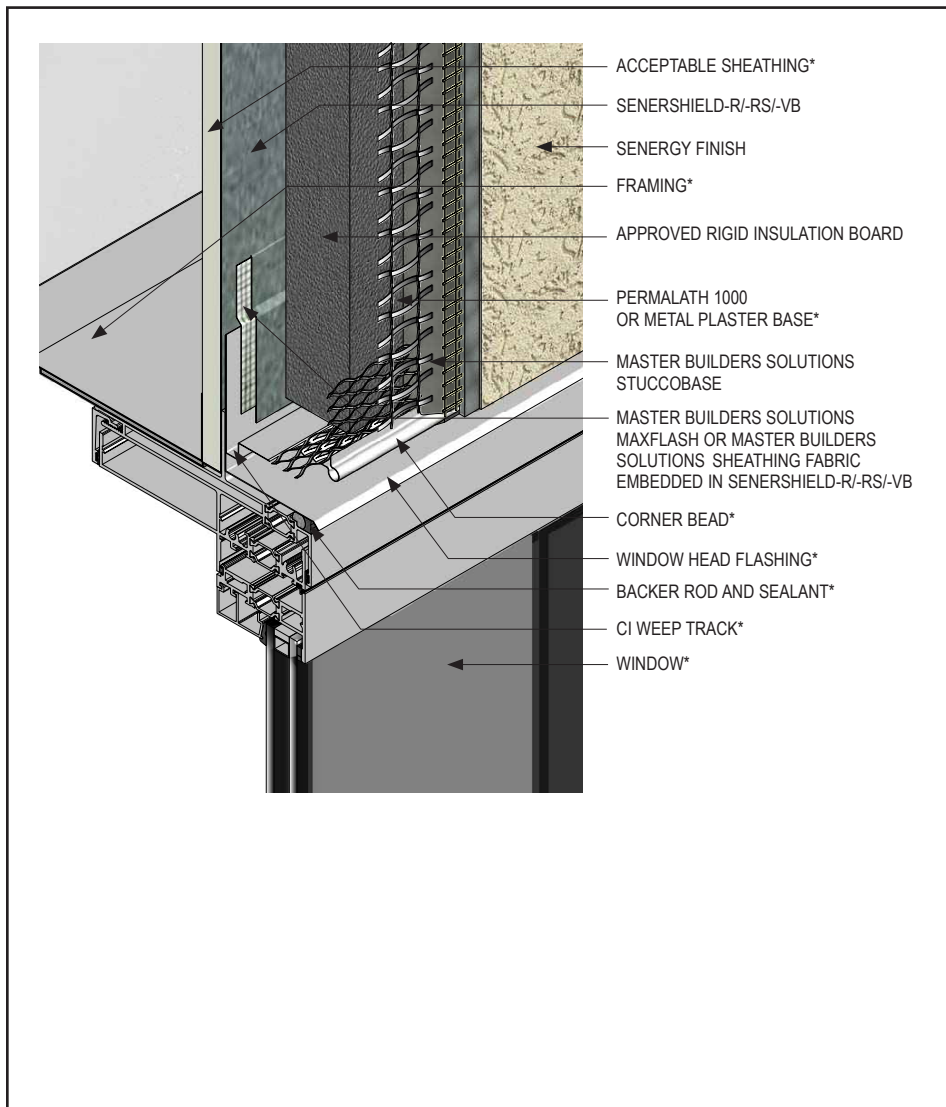 ACCEPTABLE SHEATHING*
SENERSHIELD-R/-RS/-VB
SENERGY FINISH
FRAMING*
APPROVED RIGID INSULATION BOARD
PERMALATH 1000
OR METAL PLASTER BASE*
MASTER BUILDERS SOLUTIONS
STUCCOBASE
MASTER BUILDERS SOLUTIONS
MAXFLASH OR MASTER BUILDERS
SOLUTIONS SHEATHING FABRIC
EMBEDDED IN SENERSHIELD-R/-RS/-VB
CORNER BEAD*
WINDOW HEAD FLASHING*
BACKER ROD AND SEALANT*
CI WEEP TRACK*
WINDOW*